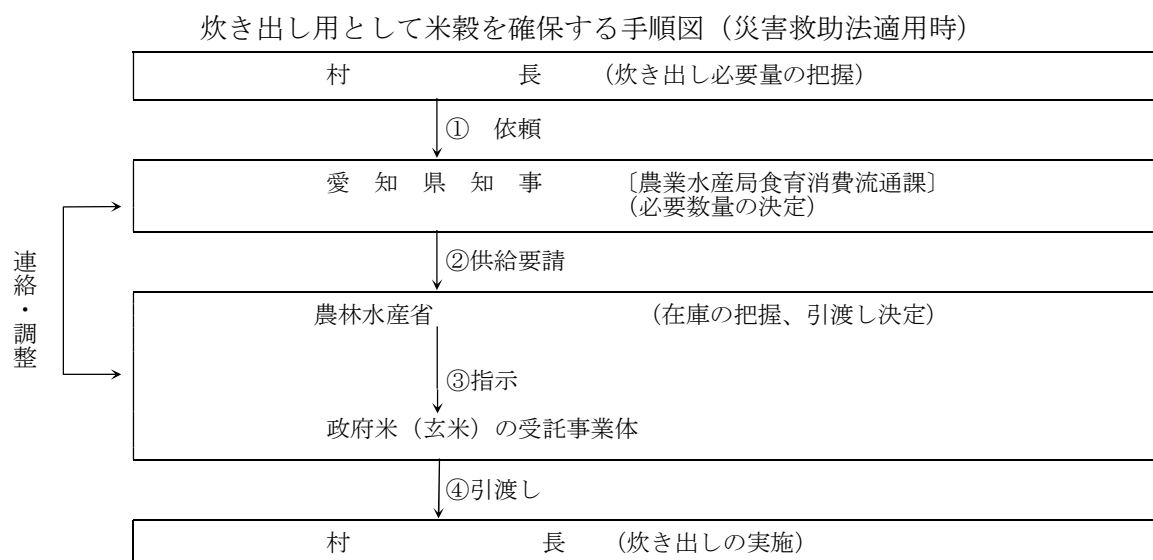 炊き出し用として米穀を確保する手順図（災害救助法適用時）
村　長　（炊き出し必要量の把握）
①　依頼
愛　知　県　知　事　〔農業水産局食育消費流通課〕
（必要数量の決定）
連絡・調整
②供給要請
農林水産省　（在庫の把握、引渡し決定）
③指示
政府米（玄米）の受託事業体
④引渡し
村　長　（炊き出しの実施）